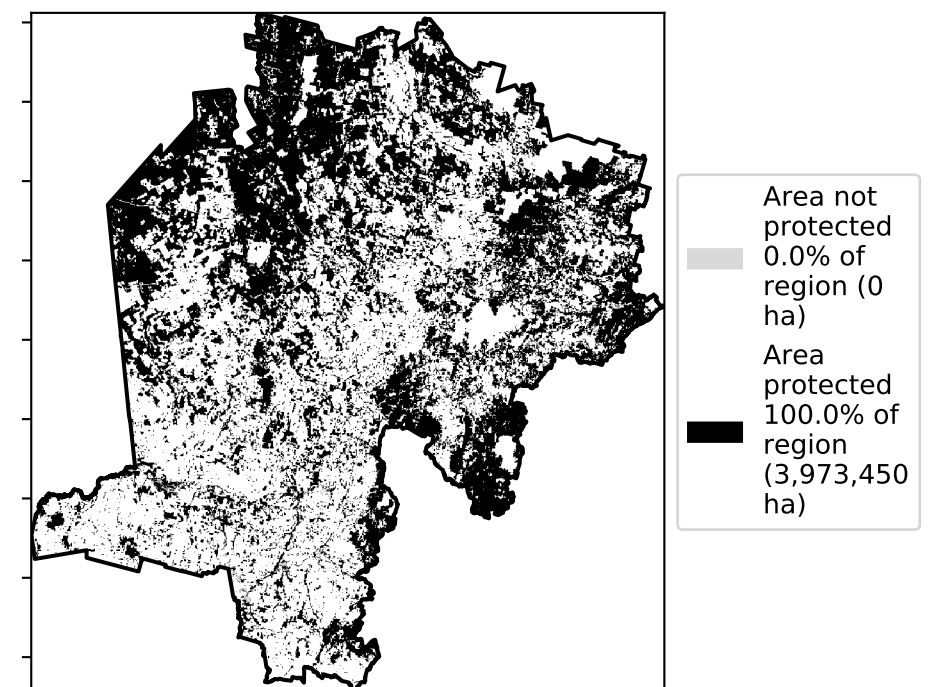 Area not
protected
0.0% of
region (0
ha)
Area
protected
100.0% of
region
(3,973,450
ha)